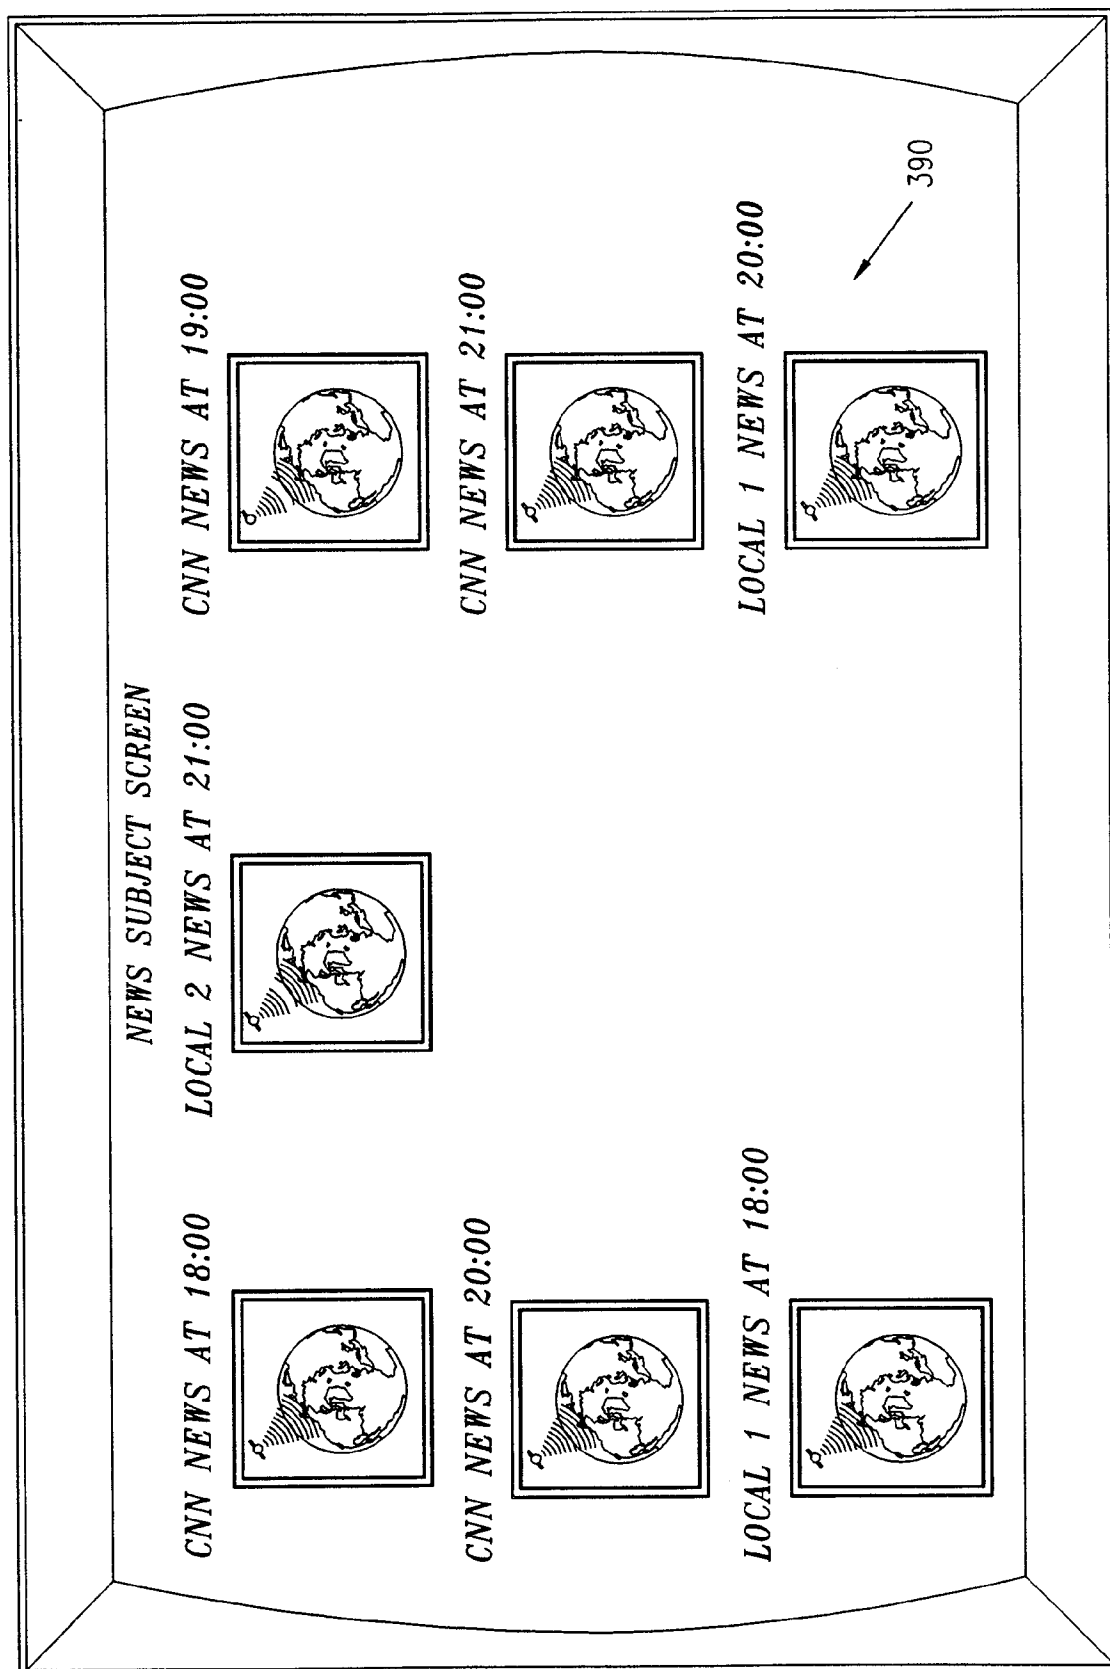 NEWS SUBJECT SCREEN
CNN NEWS AT 18:00
LOCAL 2 NEWS AT 21:00
CNN NEWS AT 19:00
CNN NEWS AT 20:00
CNN NEWS AT 21:00
LOCAL 1 NEWS AT 18:00
LOCAL 1 NEWS AT 20:00
390